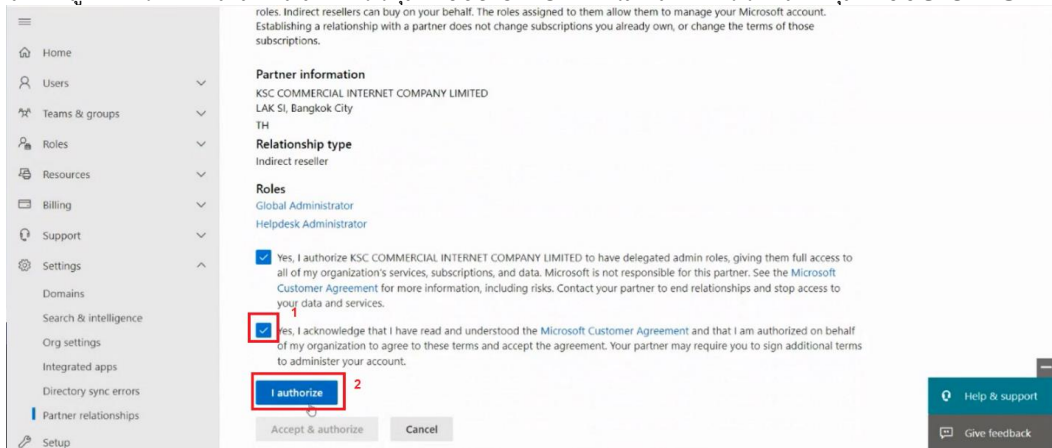 roles. Indirect resellers can buy on your behalf. The roles assigned to them allow them to manage your Microsoft account.
Establishing a relationship with a partner does not change subscriptions you already own, or change the terms of those
subscriptions.
Home
Users
Teams & groups
Roles
Resources
Billing
Support
Settings
Domains
Search & intelligence
Org settings
Integrated apps
Directory sync errors
Partner relationships
Setup
Partner information
KSC COMMERCIAL INTERNET COMPANY LIMITED
LAK SI, Bangkok City
TH
Relationship type
Indirect reseller
Roles
Global Administrator
Helpdesk Administrator
Yes, I authorize KSC COMMERCIAL INTERNET COMPANY LIMITED to have delegated admin roles, giving them full access to
all of my organization's services, subscriptions, and data. Microsoft is not responsible for this partner. See the Microsoft
Customer Agreement for more information, including risks. Contact your partner to end relationships and stop access to
your data and services.
1
Yes, I acknowledge that I have read and understood the Microsoft Customer Agreement and that I am authorized on behalf
of my organization to agree to these terms and accept the agreement. Your partner may require you to sign additional terms
to administer your account.
I authorize
2
Accept & authorize
Cancel
Help & support
Give feedback